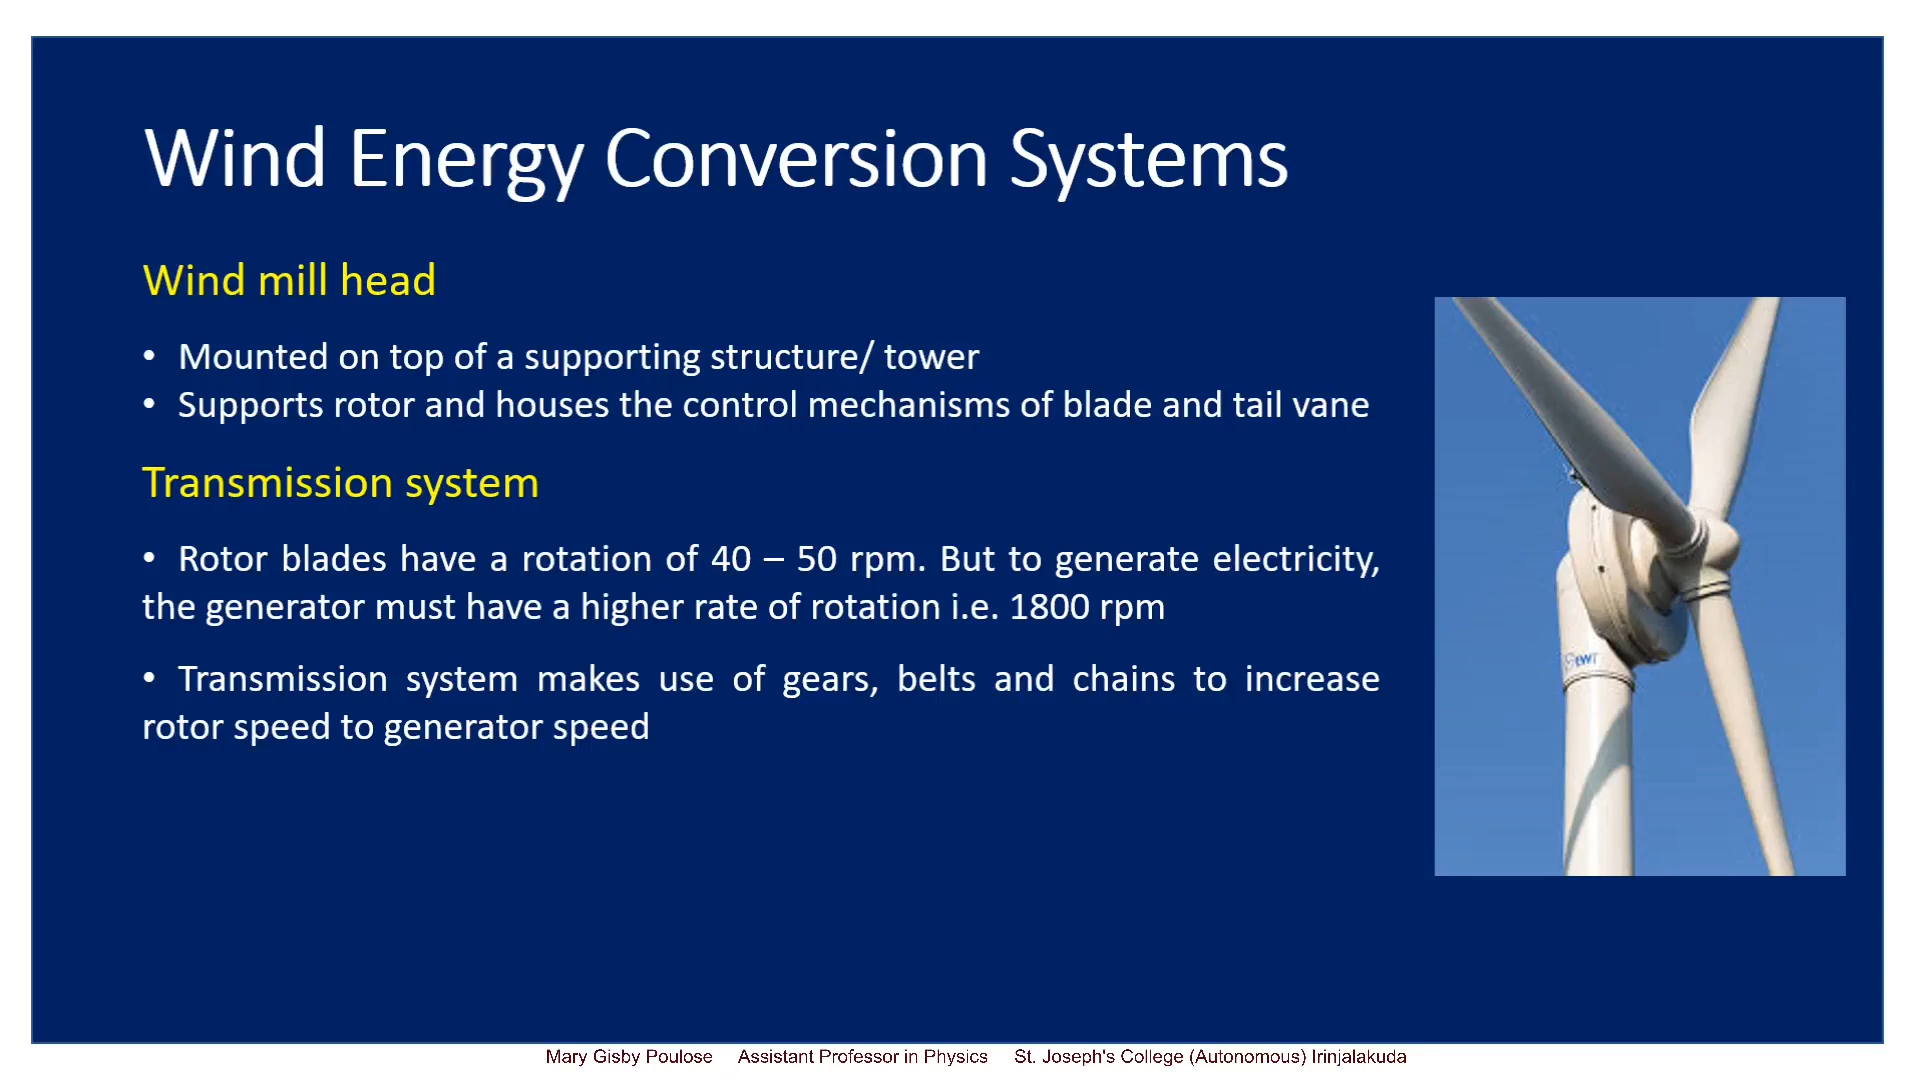 Wind Energy Conversion Systems
Wind mill head
• Mounted on top of a supporting structure/ tower
• Supports rotor and houses the control mechanisms of blade and tail vane
Transmission system
• Rotor blades have a rotation of 40 – 50 rpm. But to generate electricity,
the generator must have a higher rate of rotation i.e. 1800 rpm
• Transmission system makes use of gears, belts and chains to increase
rotor speed to generator speed
EWT
Mary Gisby Poulose Assistant Professor in Physics St. Joseph's College (Autonomous) Irinjalakuda